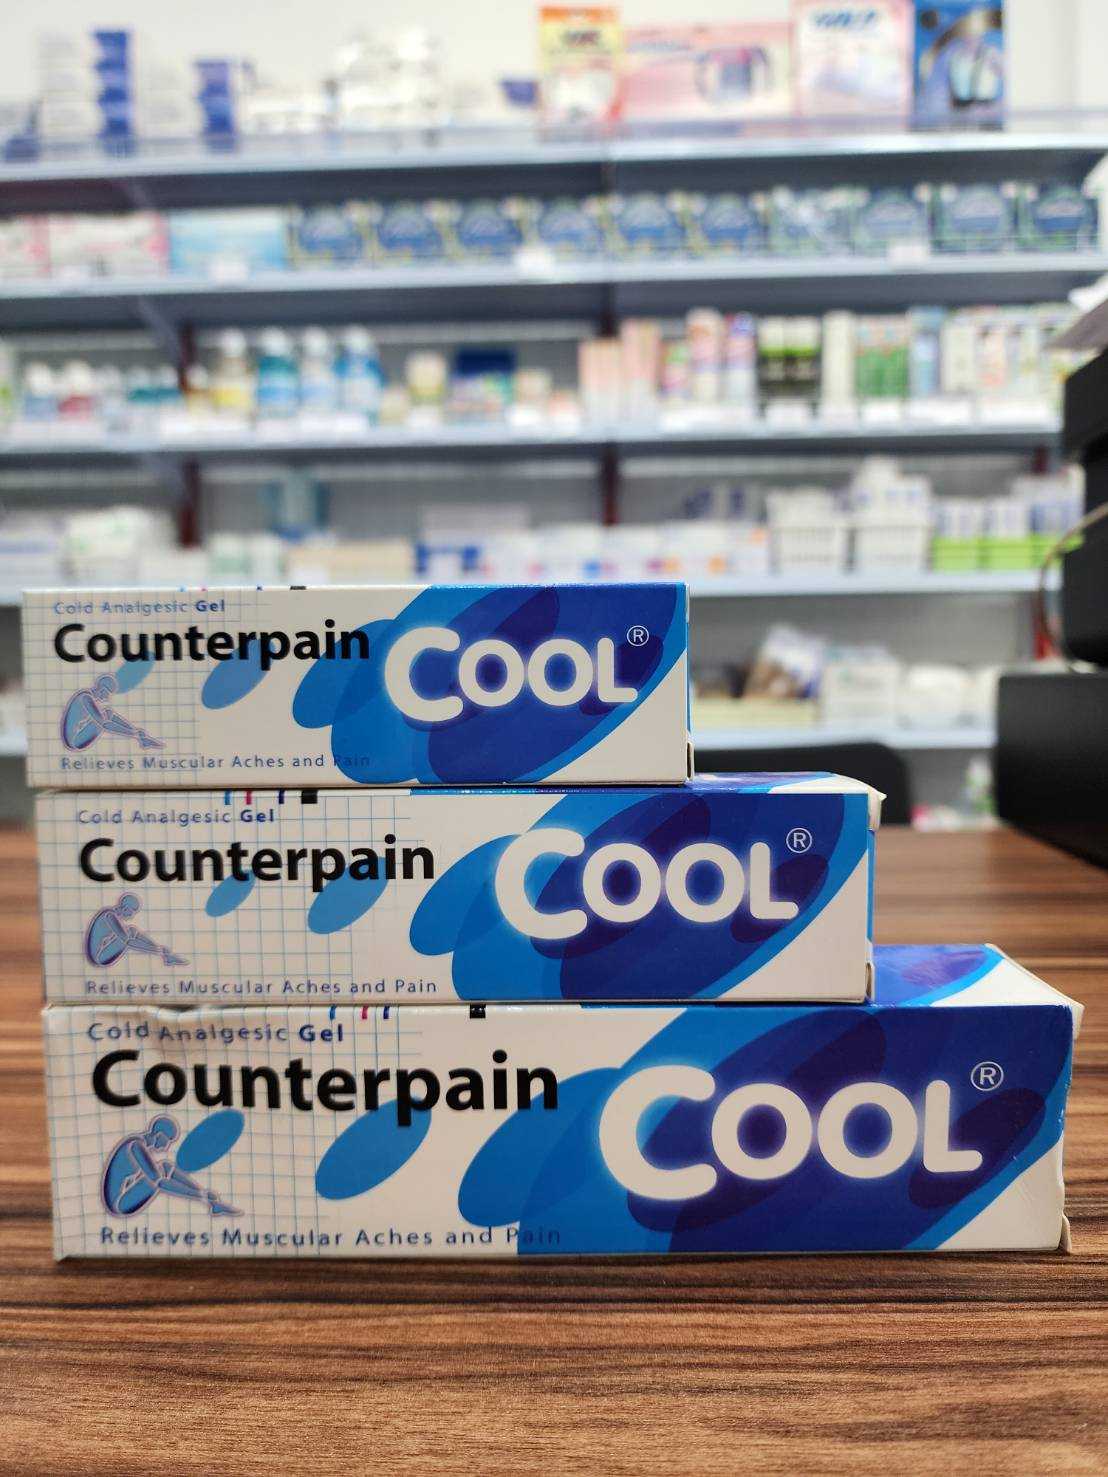 Cold Analgesic Gel
Counterpain
COOL®
Relieves Muscular Aches and Pain
Cold Analgesic Gel
Counterpain
COOL®
Relieves Muscular Aches and Pain
Cold Analgesic Gel
Counterpain
COOL®
Relieves Muscular Aches and Pain